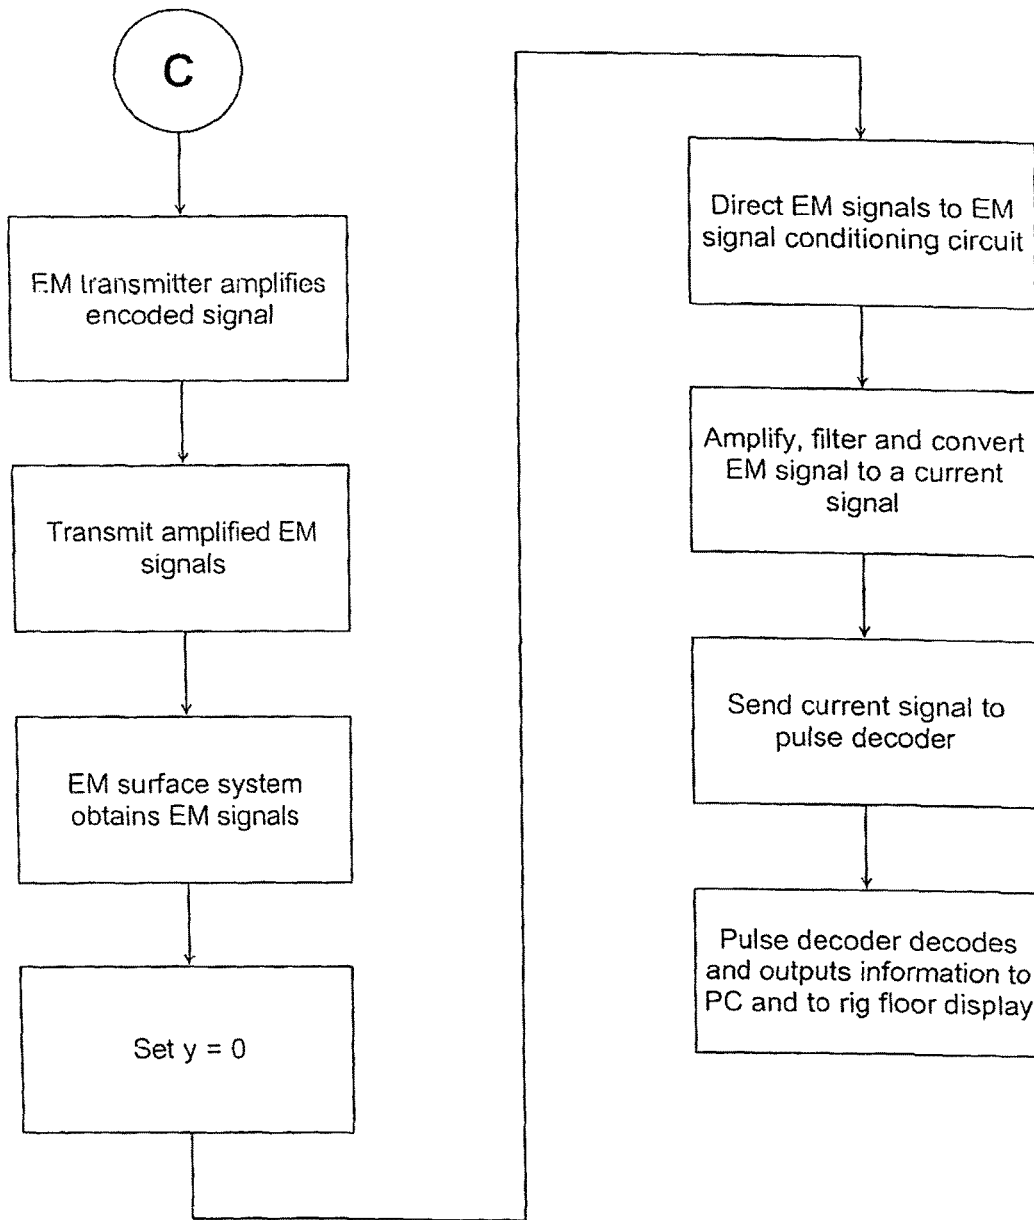 C
EM transmitter amplifies
encoded signal
Transmit amplified EM
signals
EM surface system
obtains EM signals
Set y = 0
Direct EM signals to EM
signal conditioning circuit
Amplify, filter and convert
EM signal to a current
signal
Send current signal to
pulse decoder
Pulse decoder decodes
and outputs information to
PC and to rig floor display